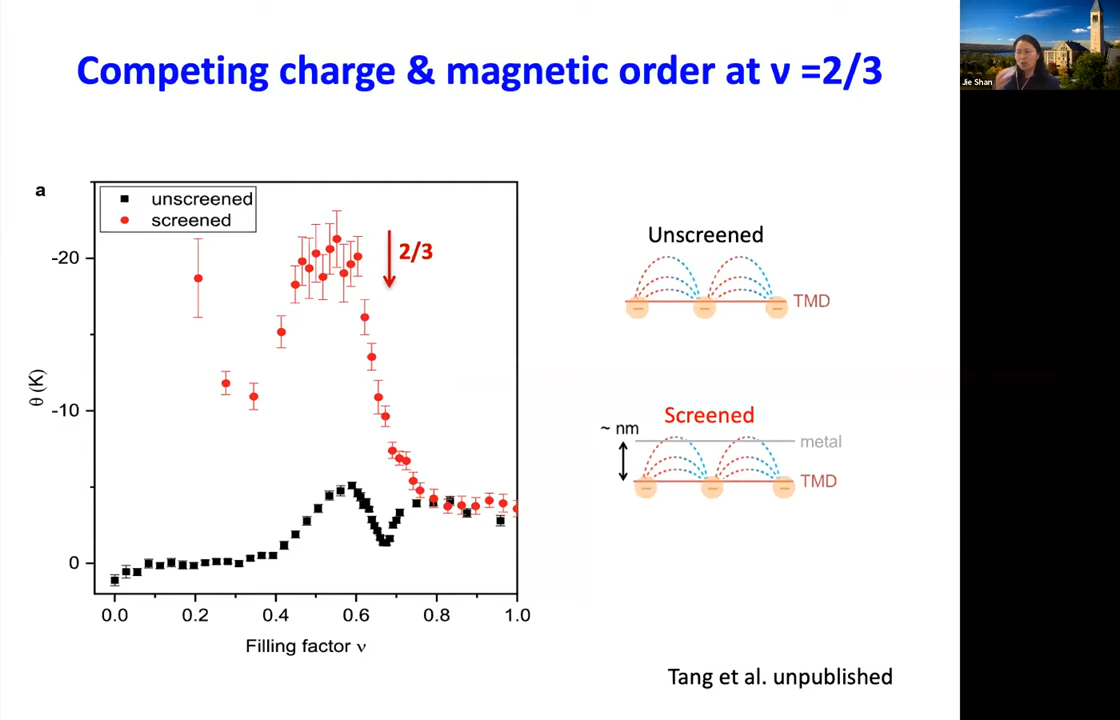 Competing charge & magnetic order at ν =2/3
Jie Shan
a
unscreened
screened
2/3
-20
-10
0
θ (K)
0.0 0.2 0.4 0.6 0.8 1.0
Filling factor ν
Unscreened
TMD
Screened
~ nm
metal
TMD
Tang et al. unpublished